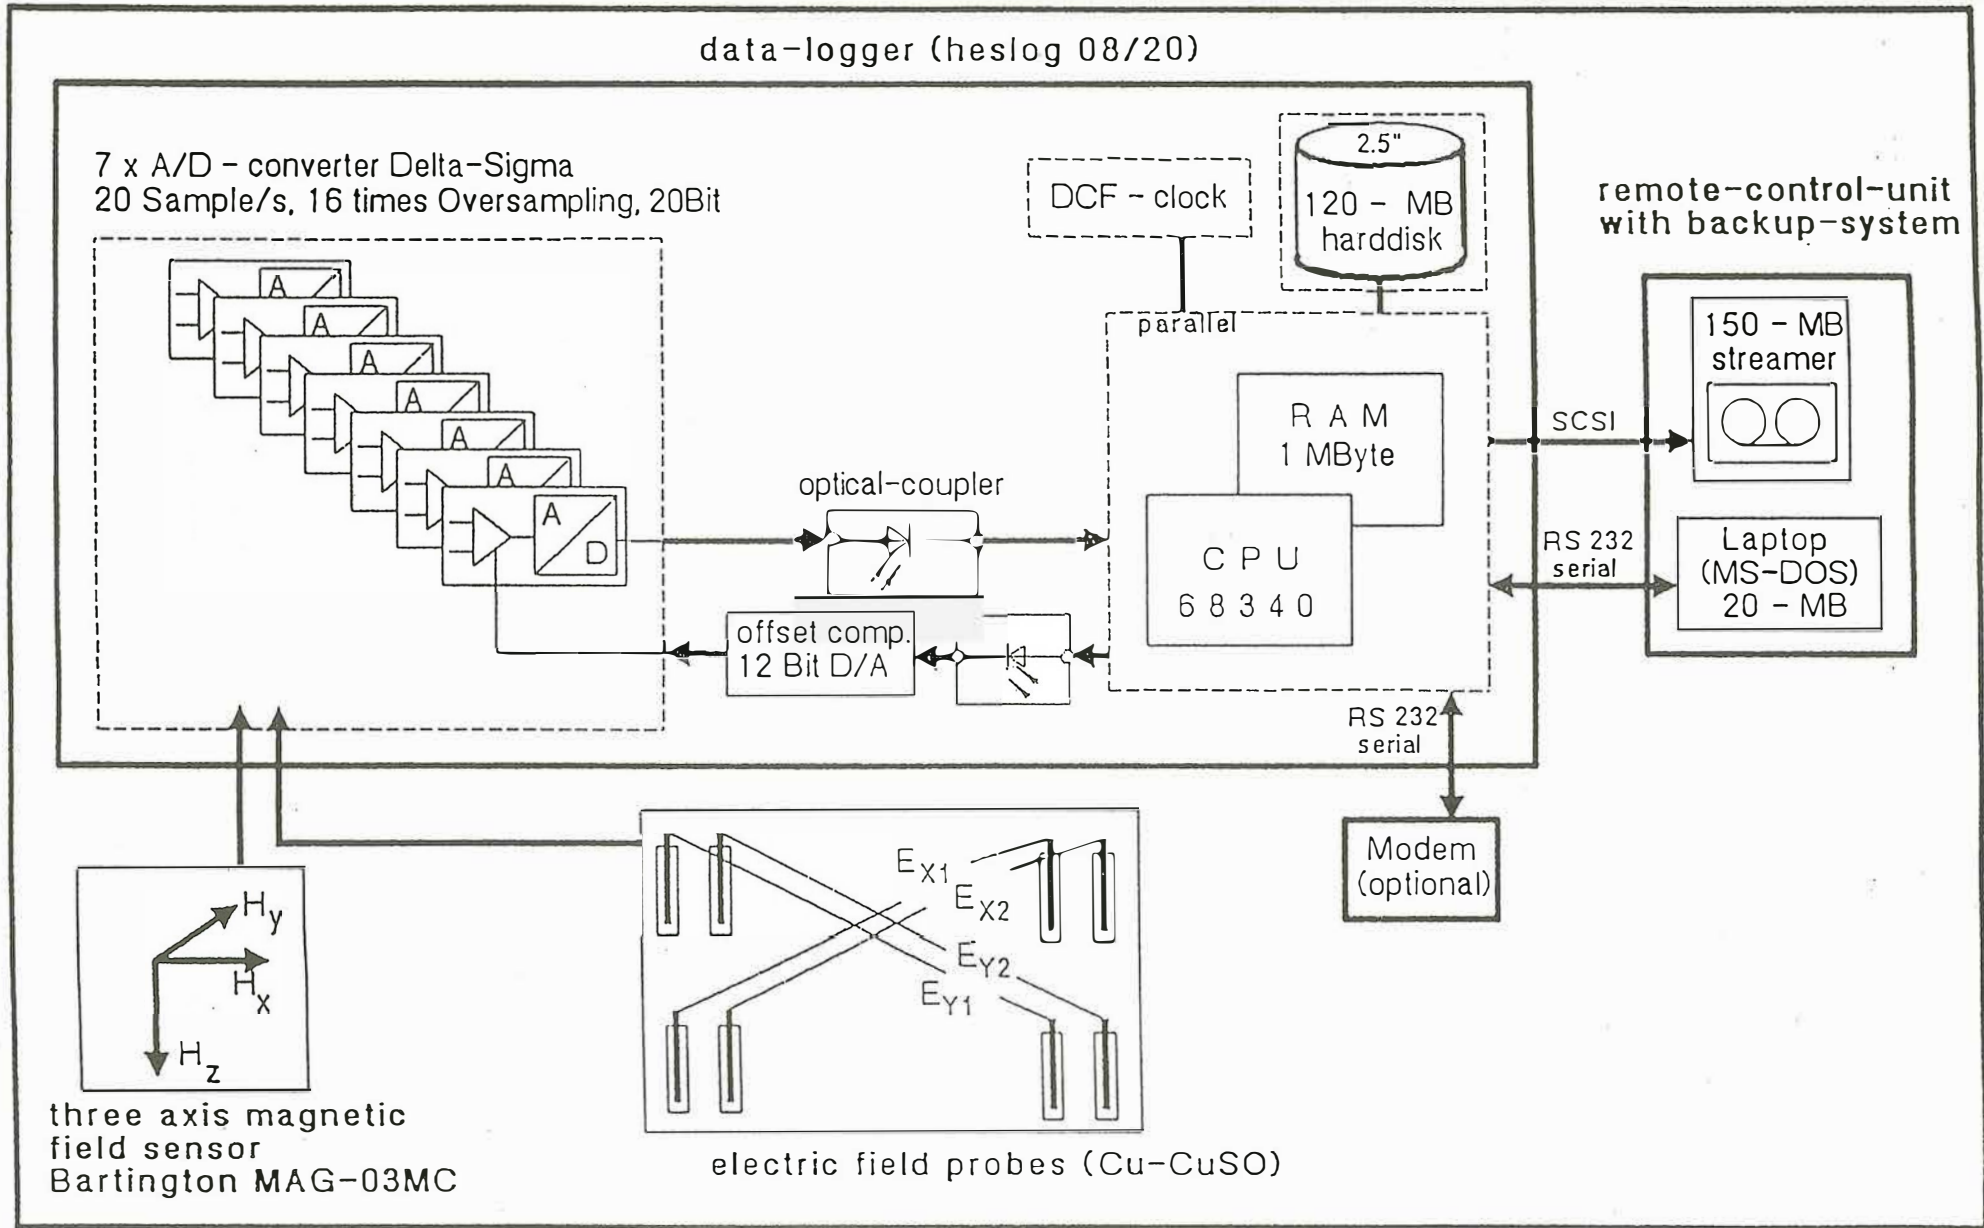 data-logger (heslog 08/20)
7 x A/D - converter Delta-Sigma
20 Sample/s, 16 times Oversampling, 20Bit
A
A
A
A
A
A
A
D
optical-coupler
offset comp.
12 Bit D/A
DCF - clock
2.5"
120 - MB
harddisk
parallel
R A M
1 MByte
C P U
6 8 3 4 0
SCSI
RS 232
serial
RS 232
serial
remote-control-unit
with backup-system
150 - MB
streamer
Laptop
(MS-DOS)
20 - MB
Modem
(optional)
Hy
Hx
Hz
three axis magnetic
field sensor
Bartington MAG-03MC
EX1
EX2
EY2
EY1
electric field probes (Cu-CuSO)